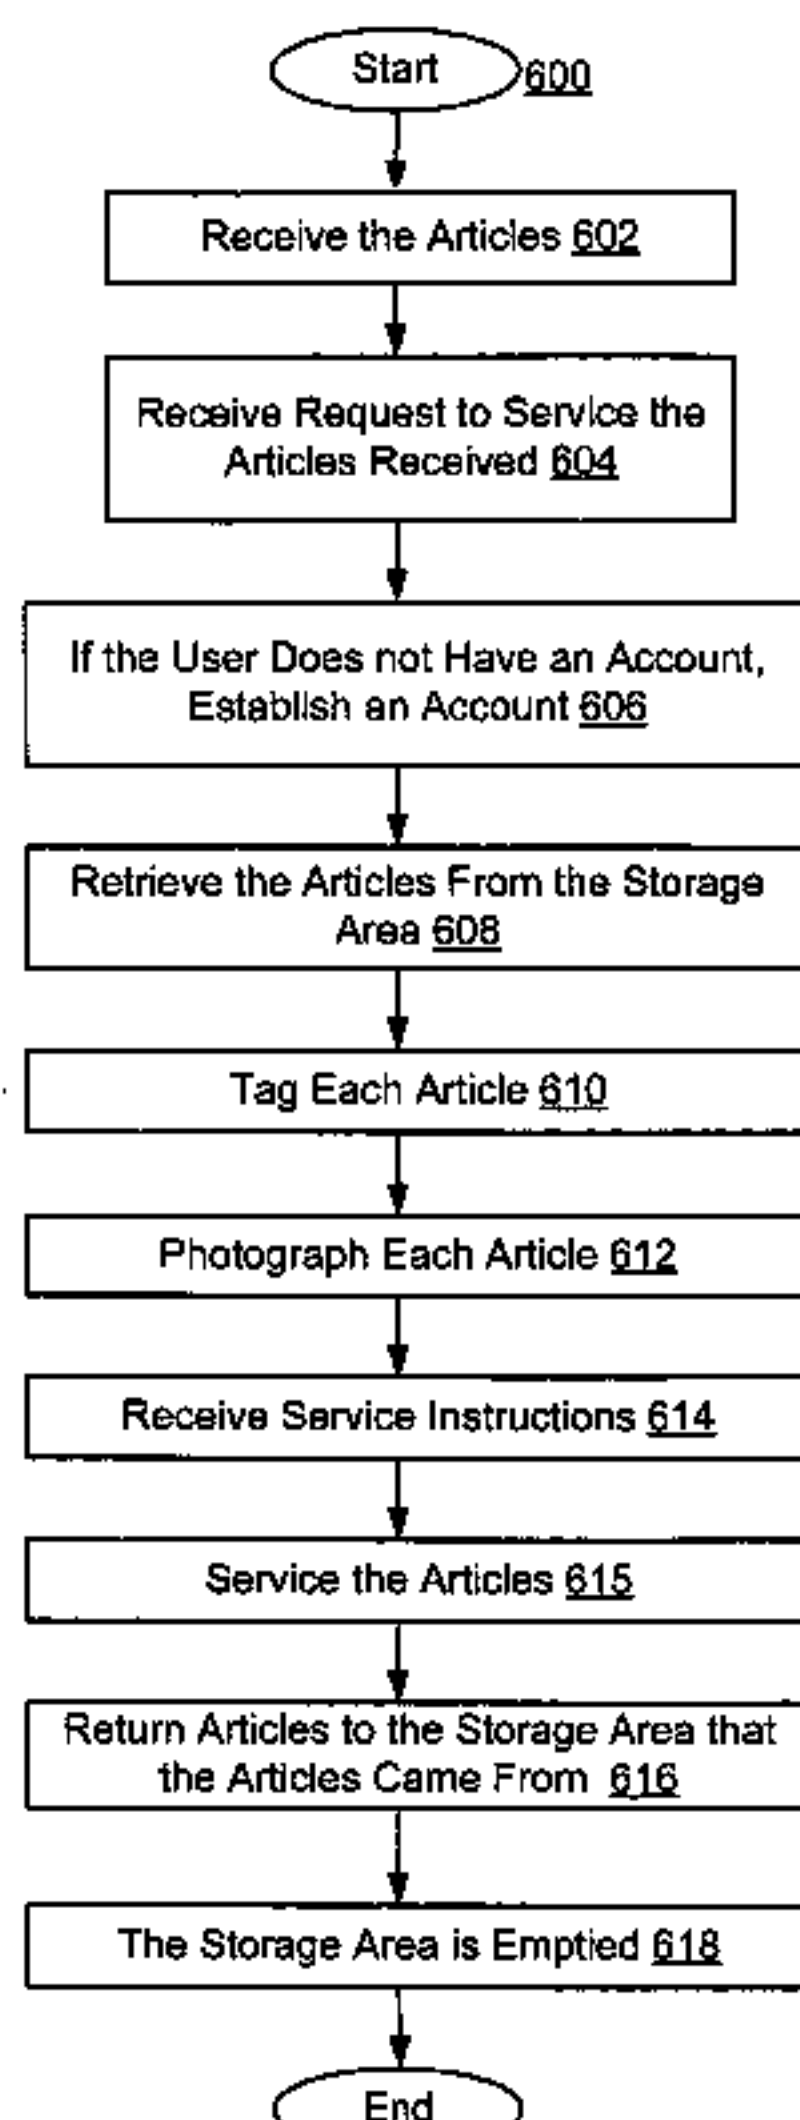 Start 600
Receive the Articles 602
Receive Request to Service the
Articles Received 604
If the User Does not Have an Account,
Establish an Account 606
Retrieve the Articles From the Storage
Area 608
Tag Each Article 610
Photograph Each Article 612
Receive Service Instructions 614
Service the Articles 615
Return Articles to the Storage Area that
the Articles Came From 616
The Storage Area is Emptied 618
End